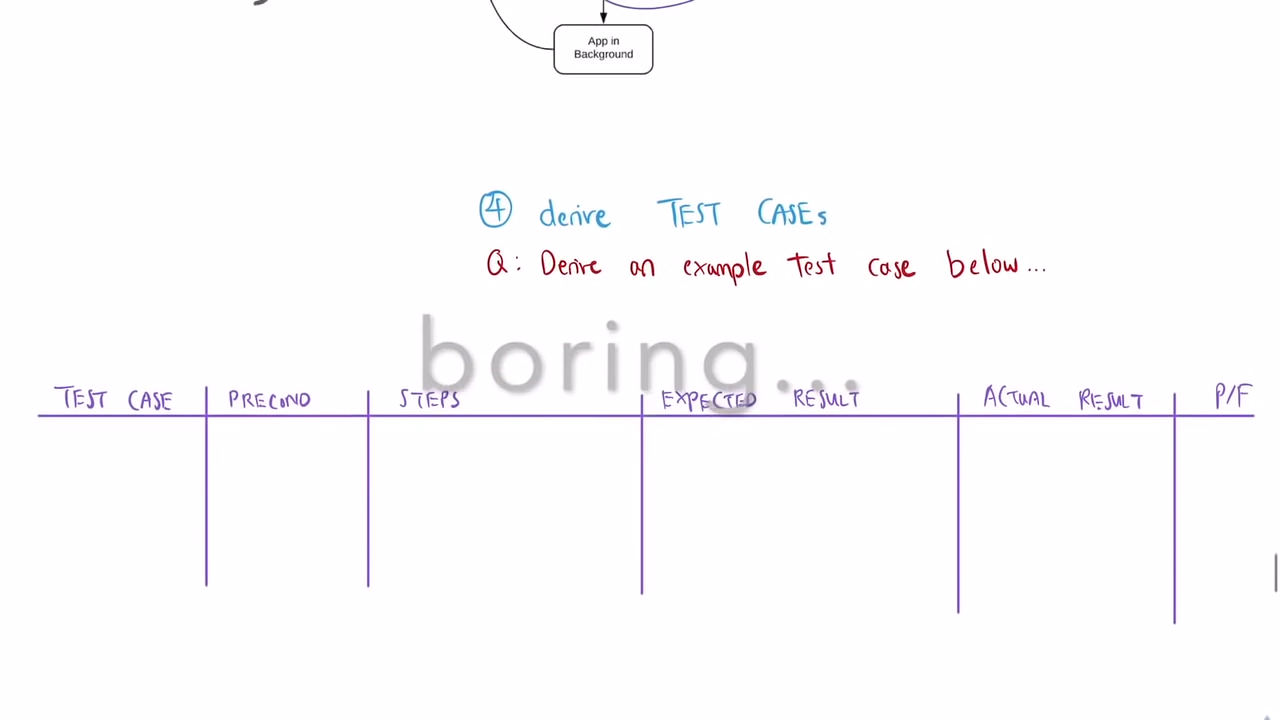 App in
Background
4 derive TEST CASEs
Q: Derive an example test case below...
boring...
TEST CASE PRECOND STEPS EXPECTED RESULT ACTUAL RESULT P/F